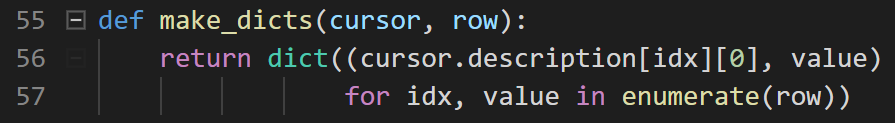 55 def make_dicts(cursor, row):
56 return dict((cursor.description[idx][0], value)
57 for idx, value in enumerate(row))